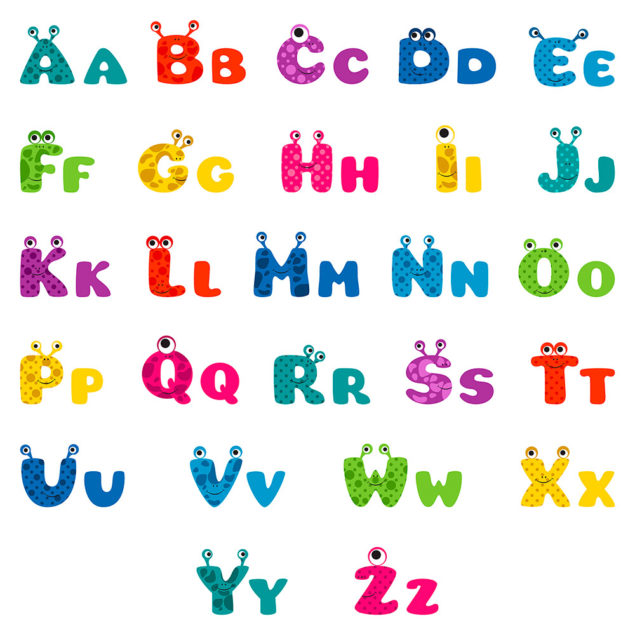 AA BB CC DD EE
FF GG HH II JJ
KK LL MM NN OO
PP QQ RR SS TT
UU VV WW XX
YY ZZ